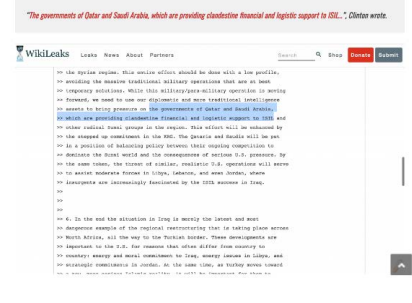 "The governments of Qatar and Saudi Arabia, which are providing clandestine financial and logistic support to ISIL...", Clinton wrote.
WikiLeaks Leaks News About Partners Search Shop Donate Submit
>> the Syrian regime. This entire effort should be done with a low profile,
>> avoiding the massive traditional military operations that are at best
>> temporary solutions. While this military/para-military operation is moving
>> forward, we need to use our diplomatic and more traditional intelligence
>> assets to bring pressure on the governments of Qatar and Saudi Arabia,
>> which are providing clandestine financial and logistic support to ISIL and
>> other radical Sunni groups in the region. This effort will be enhanced by
>> the stepped up commitment in the KRG. The Qataris and Saudis will be put
>> in a position of balancing policy between their ongoing competition to
>> dominate the Sunni world and the consequences of serious U.S. pressure. By
>> the same token, the threat of similar, realistic U.S. operations will serve
>> to assist moderate forces in Libya, Lebanon, and even Jordan, where
>> insurgents are increasingly fascinated by the ISIL success in Iraq.
>>
>>
>>
>> 6. In the end the situation in Iraq is merely the latest and most
>> dangerous example of the regional restructuring that is taking place across
>> North Africa, all the way to the Turkish border. These developments are
>> important to the U.S. for reasons that often differ from country to
>> country: energy and moral commitment to Iraq, energy issues in Libya, and
>> strategic commitments in Jordan. At the same time, as Turkey moves toward